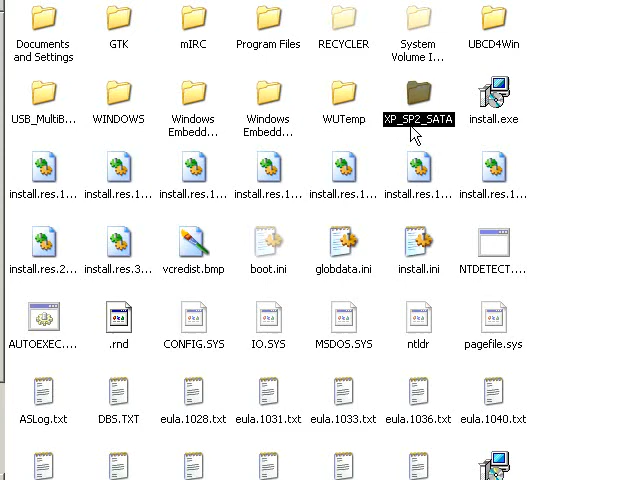 Documents and Settings
GTK
mIRC
Program Files
RECYCLER
System Volume I...
UBCD4Win
USB_MultiB...
WINDOWS
Windows Embedd...
Windows Embedd...
WUTemp
XP_SP2_SATA
install.exe
install.res.1...
install.res.1...
install.res.1...
install.res.1...
install.res.1...
install.res.1...
install.res.1...
install.res.2...
install.res.3...
vcredist.bmp
boot.ini
globdata.ini
install.ini
NTDETECT....
AUTOEXEC....
.rnd
CONFIG.SYS
IO.SYS
MSDOS.SYS
ntldr
pagefile.sys
ASLog.txt
DBS.TXT
eula.1028.txt
eula.1031.txt
eula.1033.txt
eula.1036.txt
eula.1040.txt